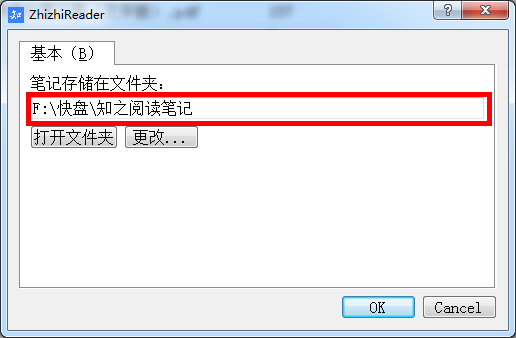 ZhizhiReader
基本（B）
笔记存储在文件夹：
F:\快盘\知之阅读笔记
打开文件夹 更改...
OK Cancel